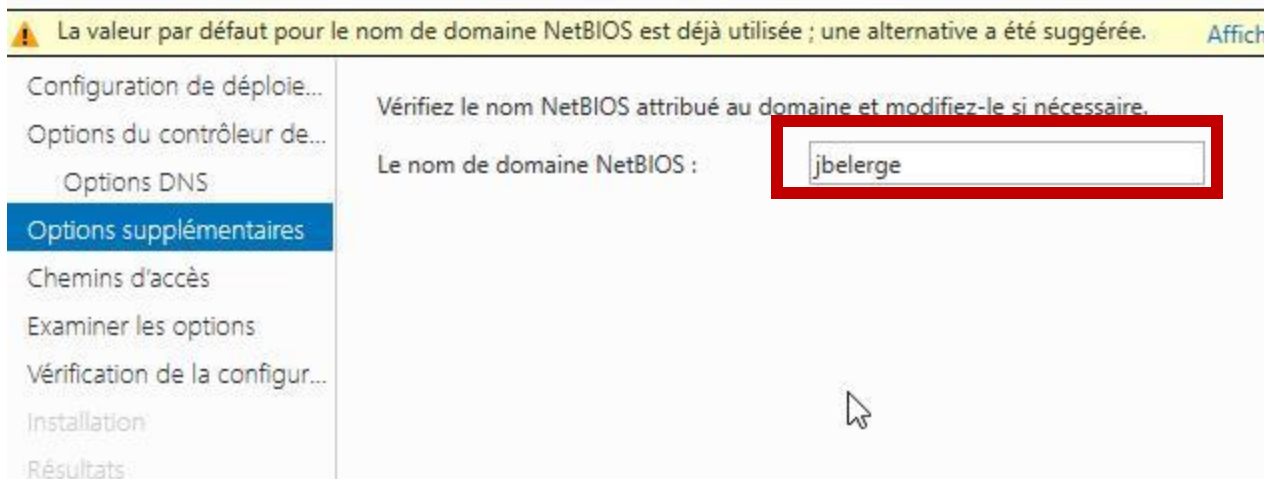 La valeur par défaut pour le nom de domaine NetBIOS est déjà utilisée ; une alternative a été suggérée. Affich
Configuration de déploie...
Options du contrôleur de...
Options DNS
Options supplémentaires
Chemins d'accès
Examiner les options
Vérification de la configur...
Installation
Résultats
Vérifiez le nom NetBIOS attribué au domaine et modifiez-le si nécessaire.
Le nom de domaine NetBIOS : jbelerge